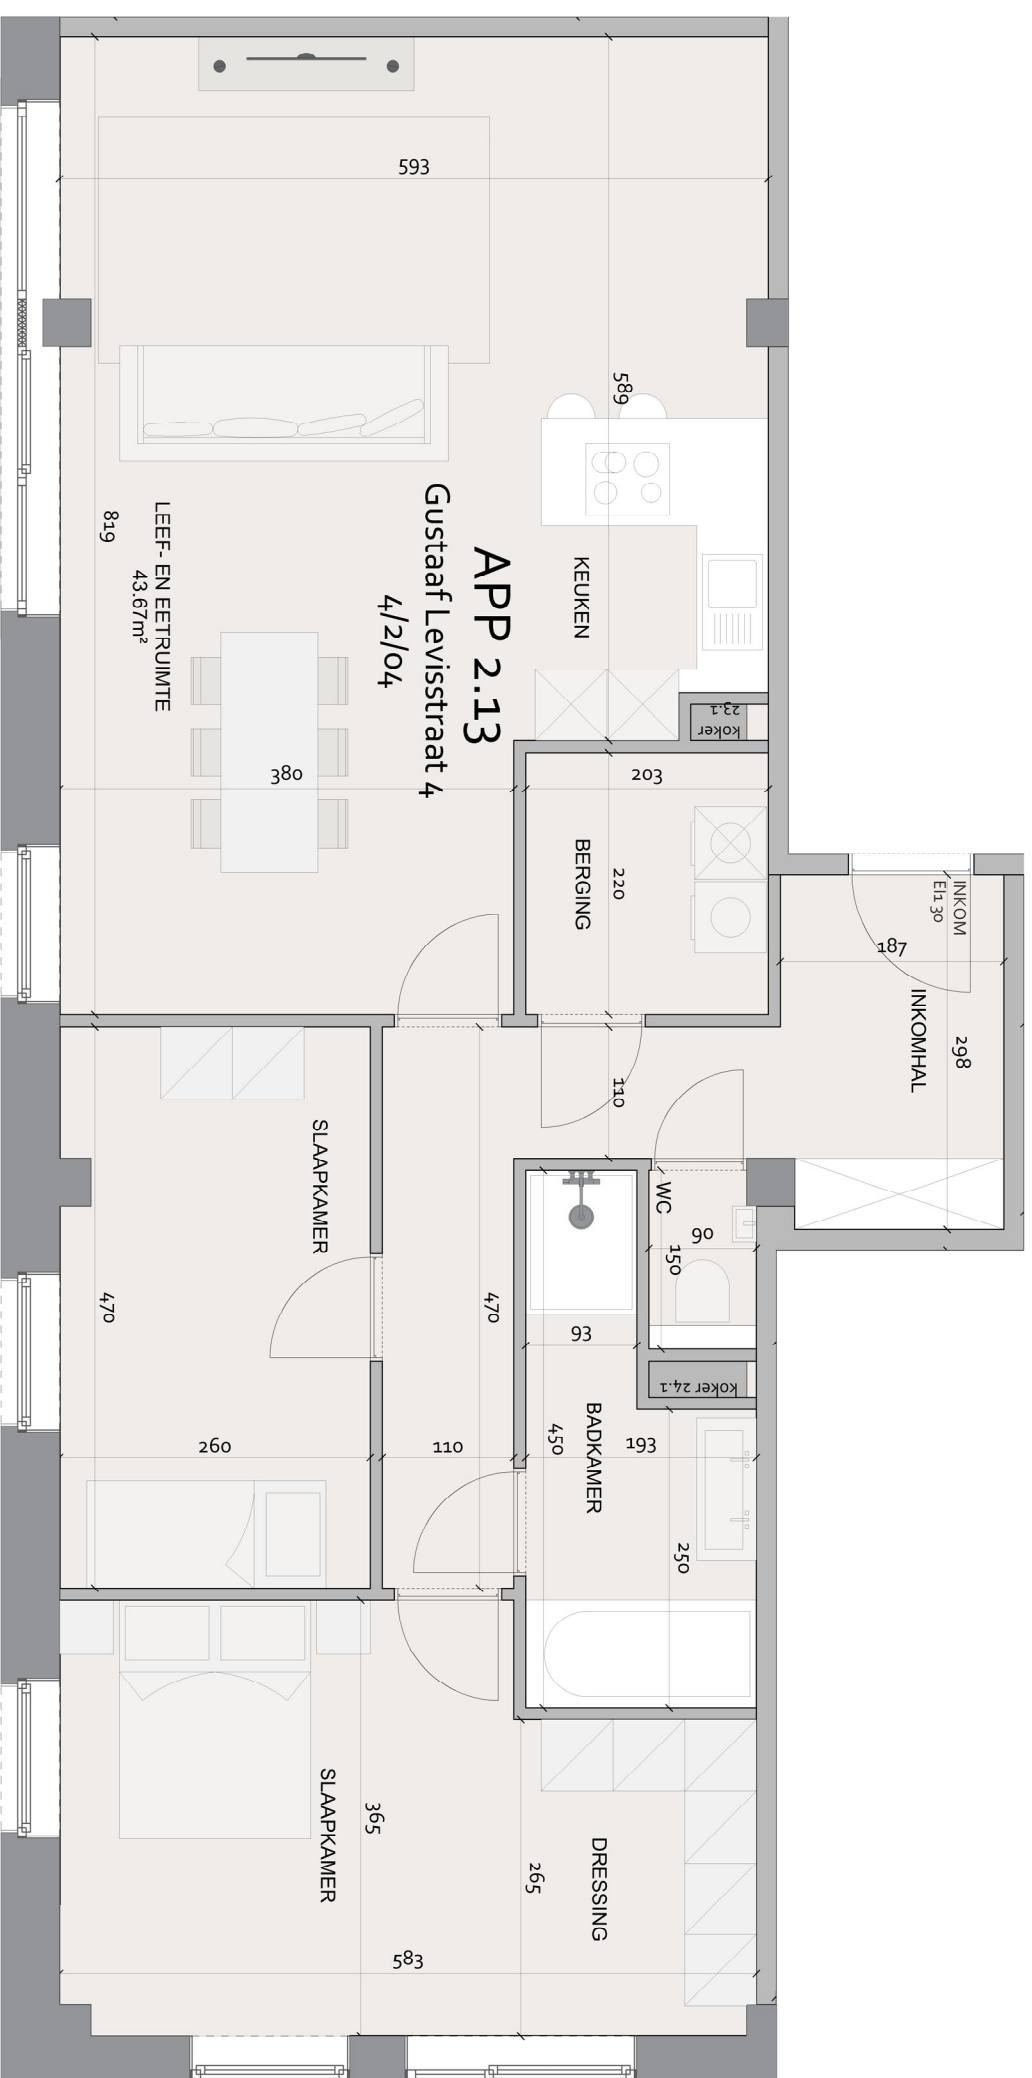 593
589
819
LEEF- EN EETRUIMTE
43.67m²
APP 2.13
Gustaaf Levisstraat 4
4/2/04
KEUKEN
koker
23.1
380
203
BERGING
220
INKOM
EI1 30
187
INKOMHAL
298
110
SLAAPKAMER
470
470
WC
90
150
93
koker 24.1
BADKAMER
450
193
260
110
250
SLAAPKAMER
365
265
DRESSING
583